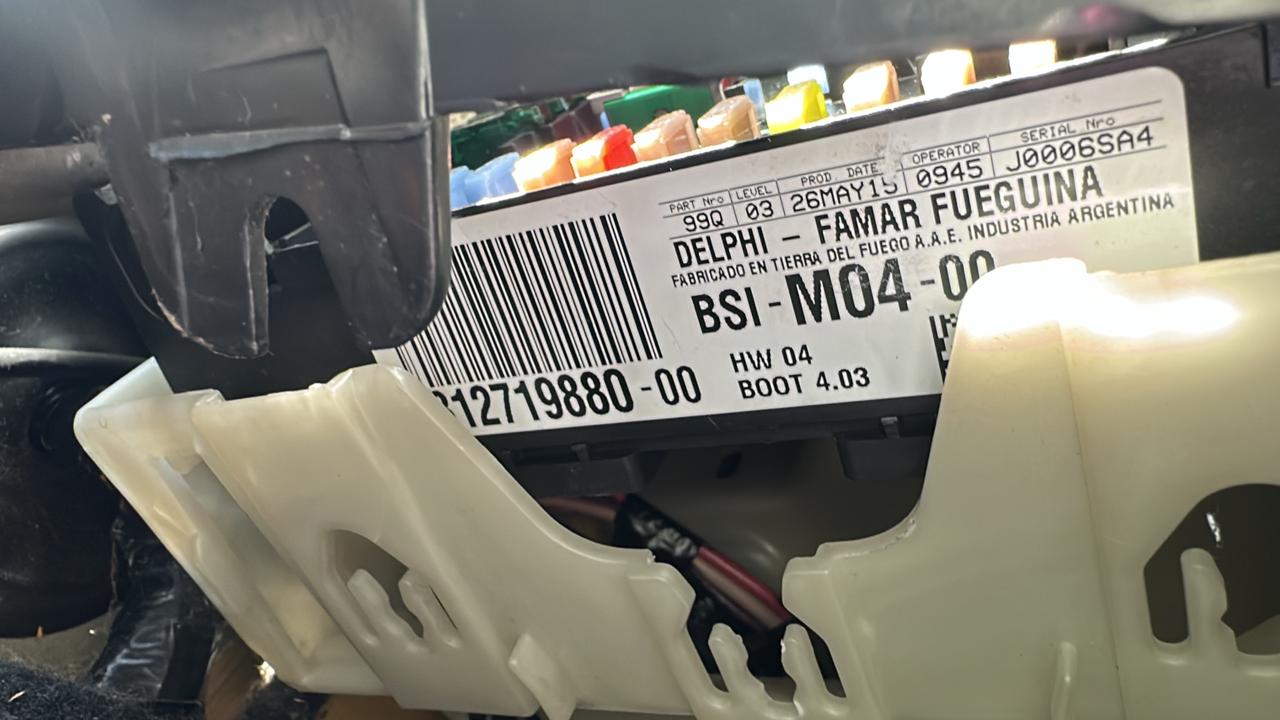 PART Nro LEVEL PROD. DATE OPERATOR SERIAL Nro
99Q 03 26MAY15 0945 J0006SA4
DELPHI – FAMAR FUEGUINA
FABRICADO EN TIERRA DEL FUEGO A.A.E. INDUSTRIA ARGENTINA
BSI-M04-00
HW 04
BOOT 4.03
12719880-00